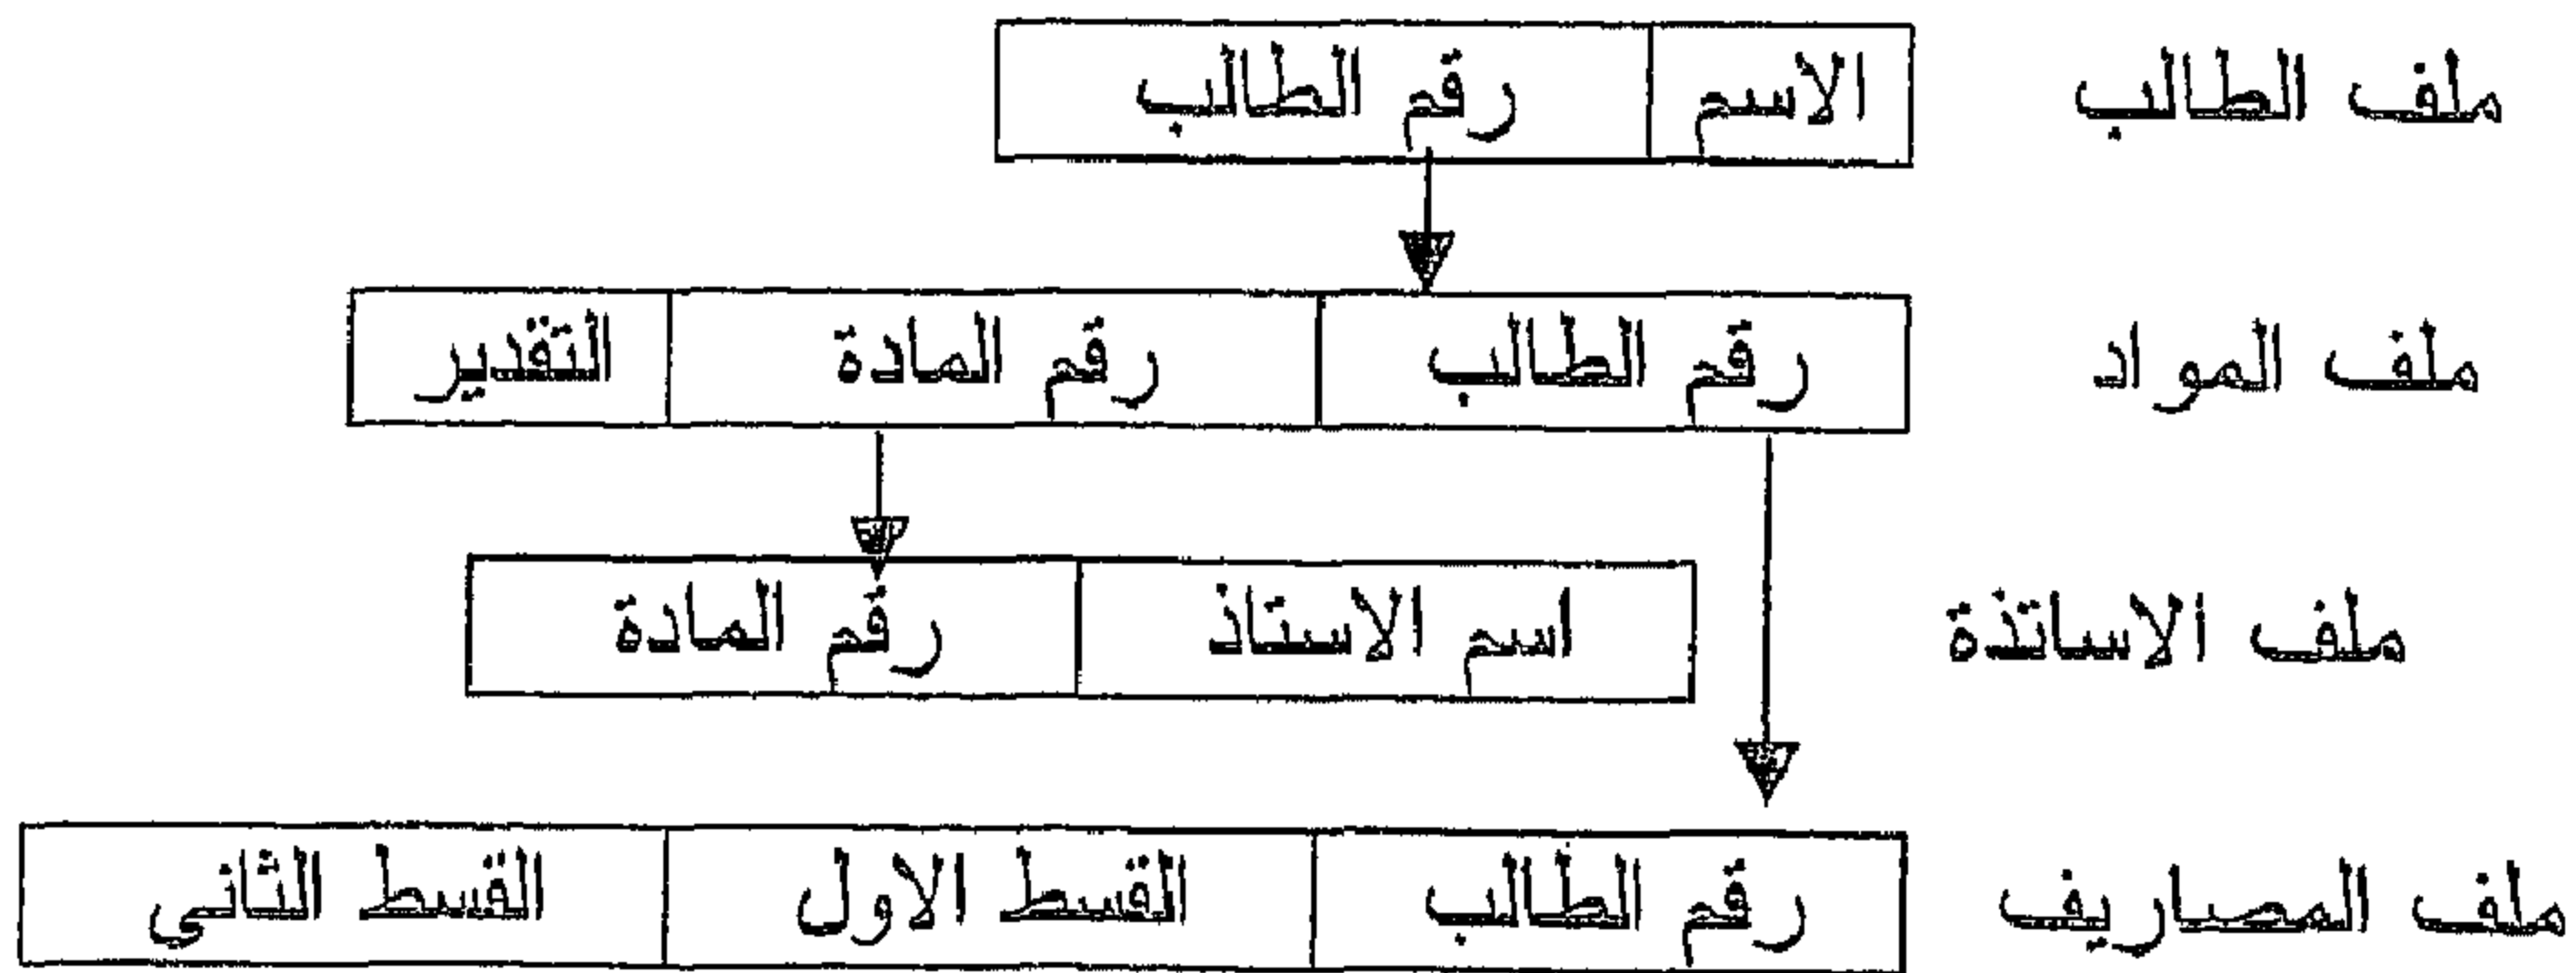 ملف الطالب الاسم رقم الطالب
ملف المواد رقم الطالب رقم المادة التقدير
ملف الاساتذة اسم الاستاذ رقم المادة
ملف المصاريف رقم الطالب القسط الاول القسط الثانى